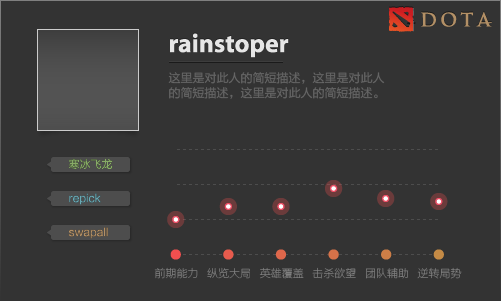 DOTA
rainstoper
这里是对此人的简短描述，这里是对此人
的简短描述，这里是对此人的简短描述。
寒冰飞龙
repick
swapall
前期能力 纵览大局 英雄覆盖 击杀欲望 团队辅助 逆转局势